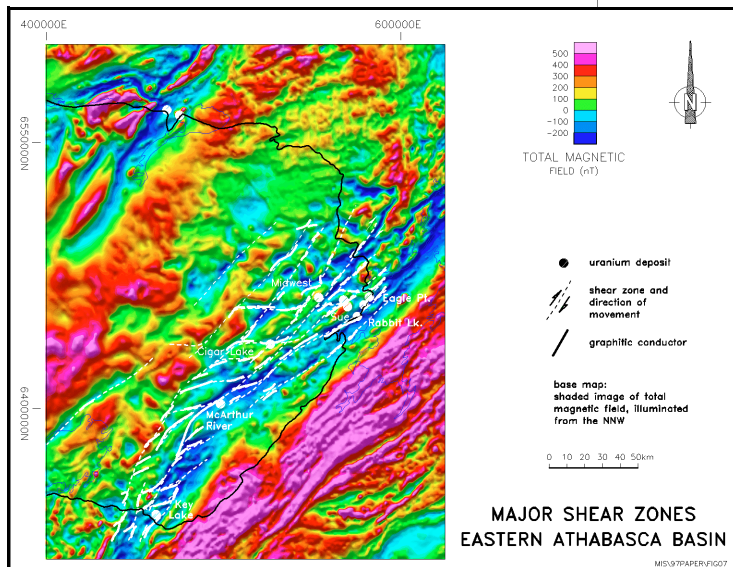 400000E
600000E
6550000N
6400000N
500
400
300
200
100
0
-100
-200
TOTAL MAGNETIC
FIELD (nT)
N
uranium deposit
shear zone and
direction of
movement
graphitic conductor
base map:
shaded image of total
magnetic field, illuminated
from the NNW
0 10 20 30 40 50km
Midwest
Eagle Pt.
Sue
Rabbit Lk.
Cigar Lake
McArthur
River
Key
Lake
MAJOR SHEAR ZONES
EASTERN ATHABASCA BASIN
MIS\97PAPER\FIG07